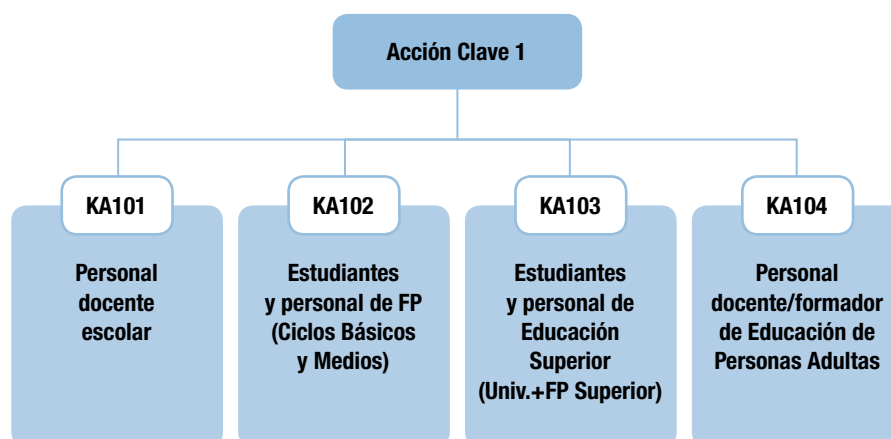 Acción Clave 1
KA101
Personal
docente
escolar
KA102
Estudiantes
y personal de FP
(Ciclos Básicos
y Medios)
KA103
Estudiantes
y personal de
Educación
Superior
(Univ.+FP Superior)
KA104
Personal
docente/formador
de Educación de
Personas Adultas